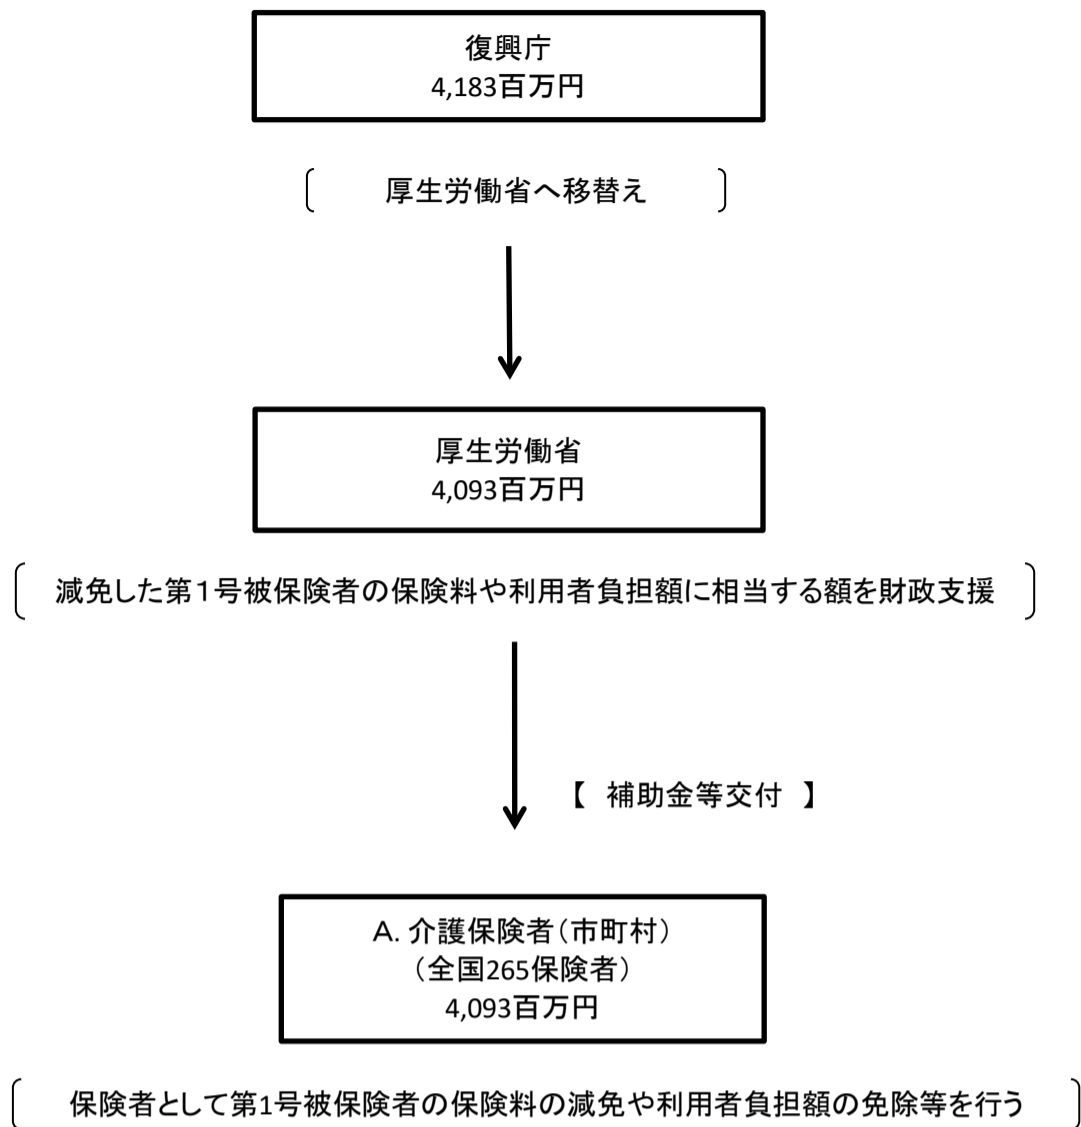 復興庁
4,183百万円
厚生労働省へ移替え
厚生労働省
4,093百万円
減免した第１号被保険者の保険料や利用者負担額に相当する額を財政支援
【　補助金等交付　】
A. 介護保険者（市町村）
（全国265保険者）
4,093百万円
保険者として第1号被保険者の保険料の減免や利用者負担額の免除等を行う